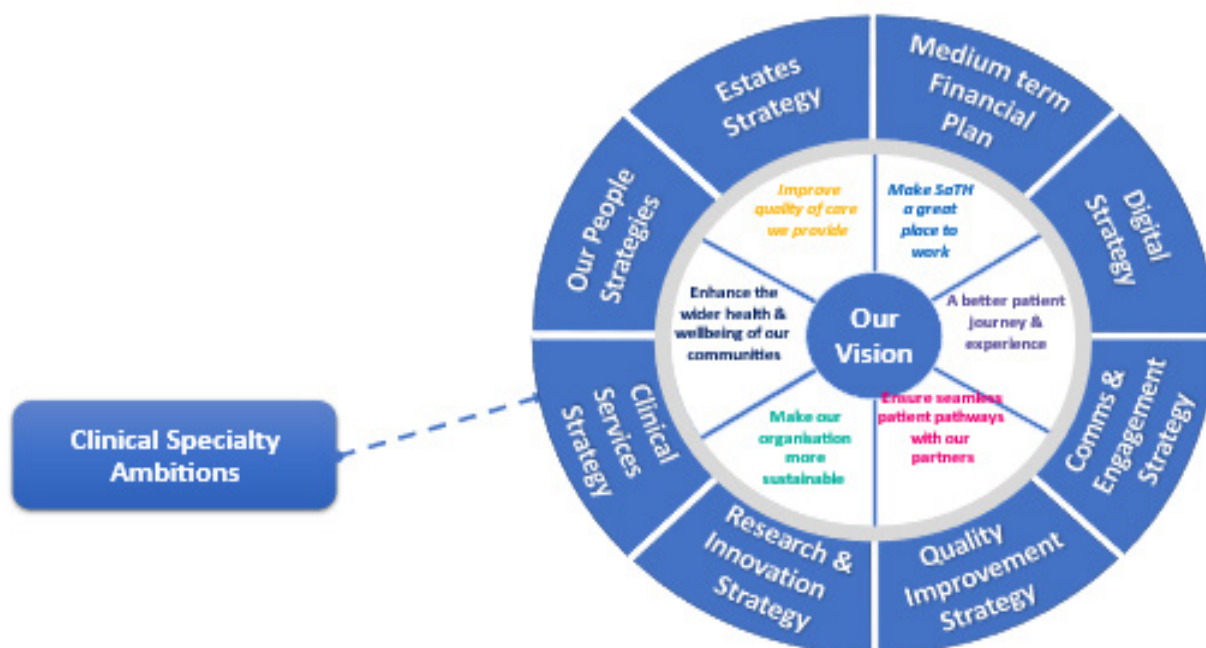 Estates
Strategy
Medium term
Financial
Plan
Digital
Strategy
Comms &
Engagement
Strategy
Quality
Improvement
Strategy
Research &
Innovation
Strategy
Clinical
Services
Strategy
Our People
Strategies
Improve
quality of care
we provide
Make SaTH
a great
place to
work
A better patient
journey &
experience
Ensure seamless
patient pathways
with our
partners
Make our
organisation
more
sustainable
Enhance the
wider health &
wellbeing of our
communities
Our
Vision
Clinical Specialty
Ambitions